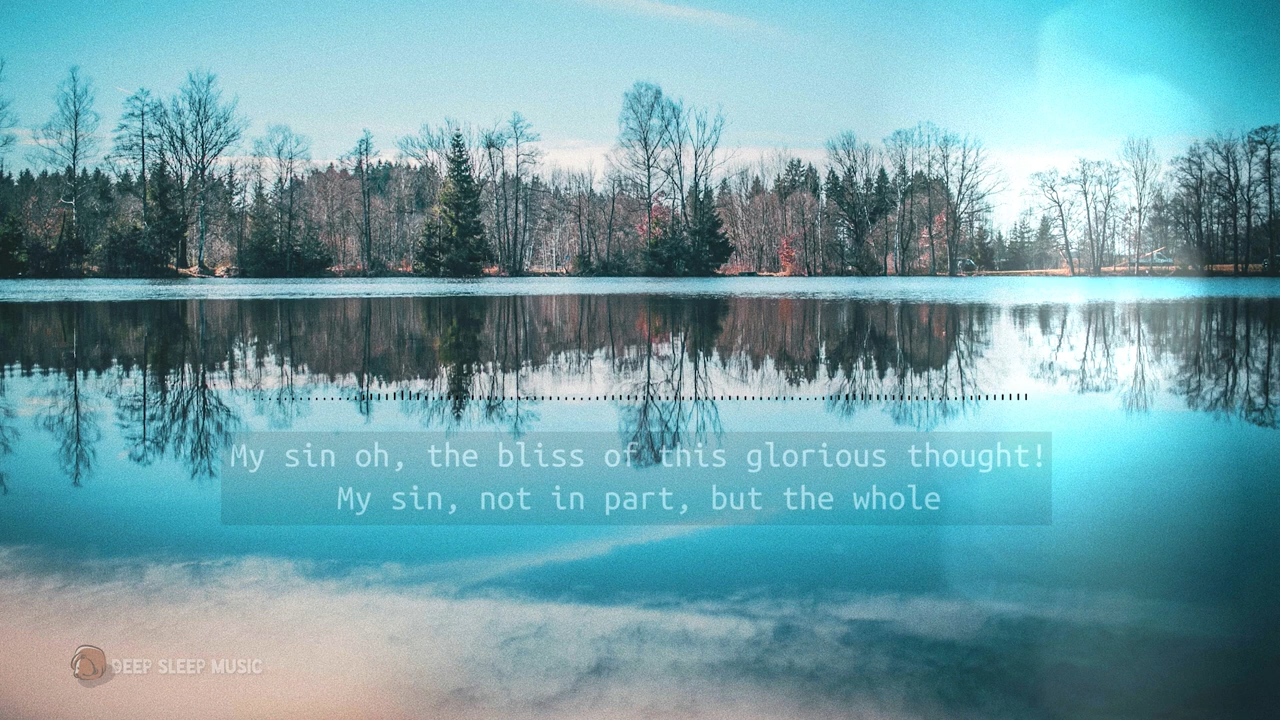 My sin oh, the bliss of this glorious thought!
My sin, not in part, but the whole
DEEP SLEEP MUSIC